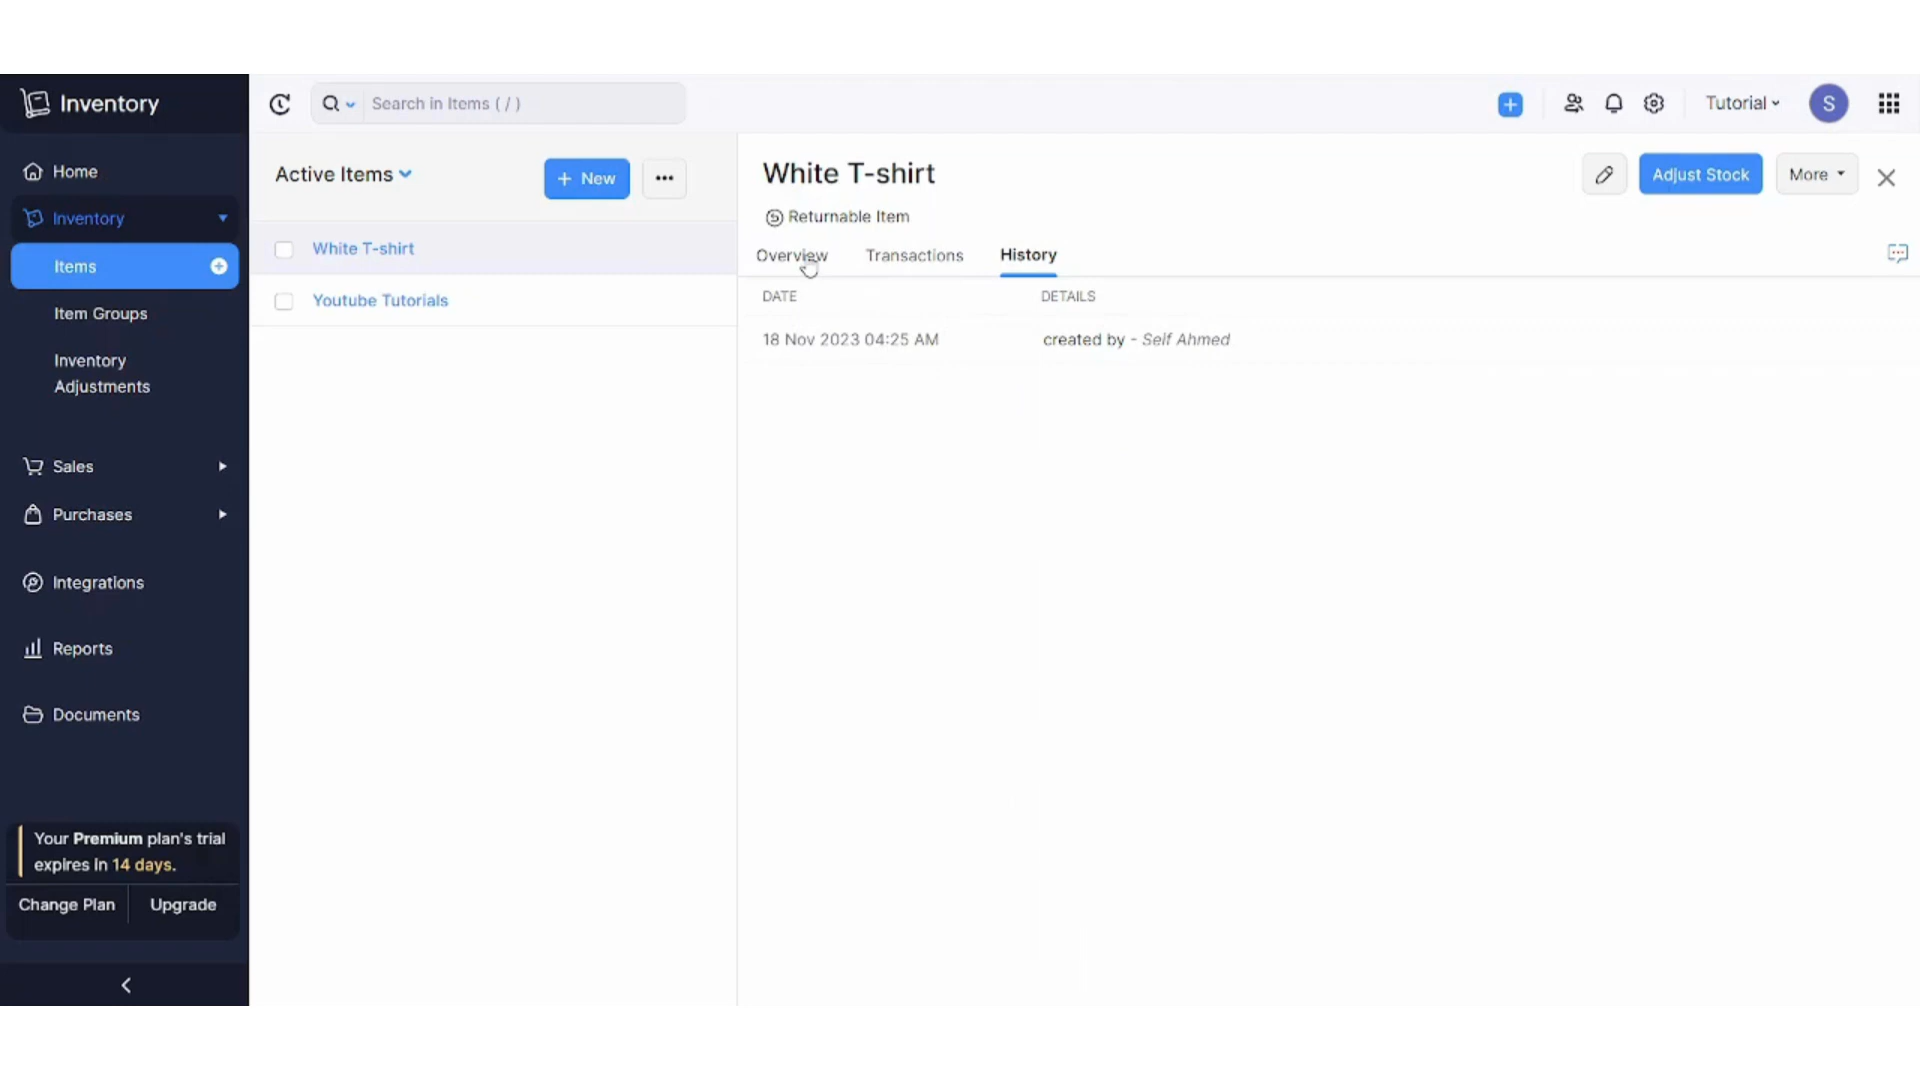 Inventory
Search in Items ( / )
Tutorial
S
Home
Inventory
Items
Item Groups
Inventory
Adjustments
Sales
Purchases
Integrations
Reports
Documents
Your Premium plan's trial
expires in 14 days.
Change Plan
Upgrade
Active Items
+ New
White T-shirt
Youtube Tutorials
White T-shirt
Adjust Stock
More
Returnable Item
Overview
Transactions
History
DATE
DETAILS
18 Nov 2023 04:25 AM
created by - Seif Ahmed